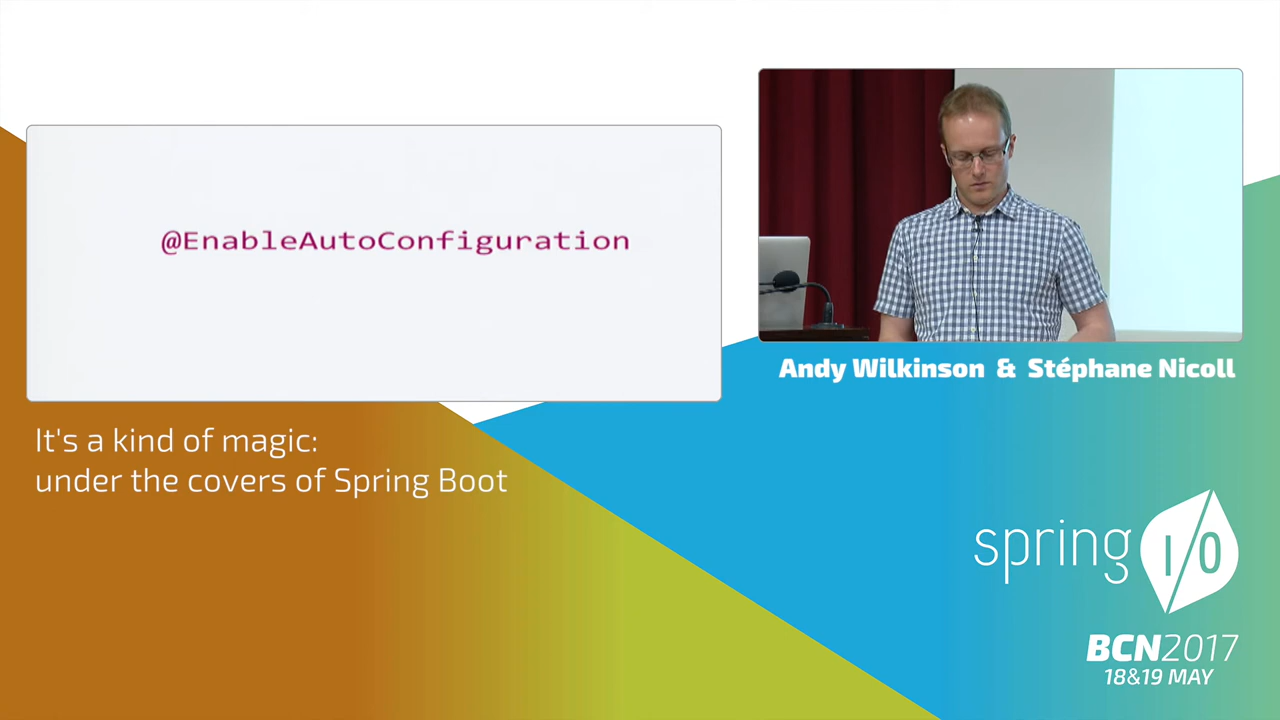 @EnableAutoConfiguration
Andy Wilkinson & Stéphane Nicoll
It's a kind of magic:
under the covers of Spring Boot
spring I/O
BCN2017
18&19 MAY